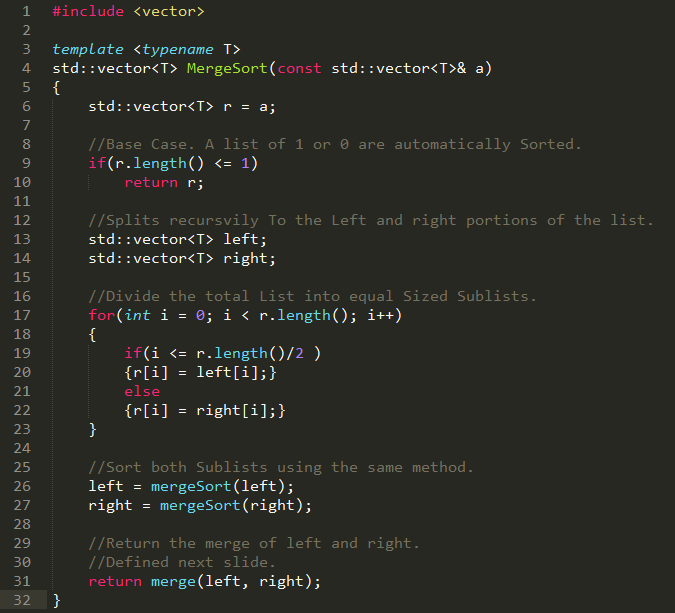 1 #include <vector>
2
3 template <typename T>
4 std::vector<T> MergeSort(const std::vector<T>& a)
5 {
6     std::vector<T> r = a;
7
8     //Base Case. A list of 1 or 0 are automatically Sorted.
9     if(r.length() <= 1)
10         return r;
11
12     //Splits recursvily To the Left and right portions of the list.
13     std::vector<T> left;
14     std::vector<T> right;
15
16     //Divide the total List into equal Sized Sublists.
17     for(int i = 0; i < r.length(); i++)
18     {
19         if(i <= r.length()/2 )
20         {r[i] = left[i];}
21         else
22         {r[i] = right[i];}
23     }
24
25     //Sort both Sublists using the same method.
26     left = mergeSort(left);
27     right = mergeSort(right);
28
29     //Return the merge of left and right.
30     //Defined next slide.
31     return merge(left, right);
32 }